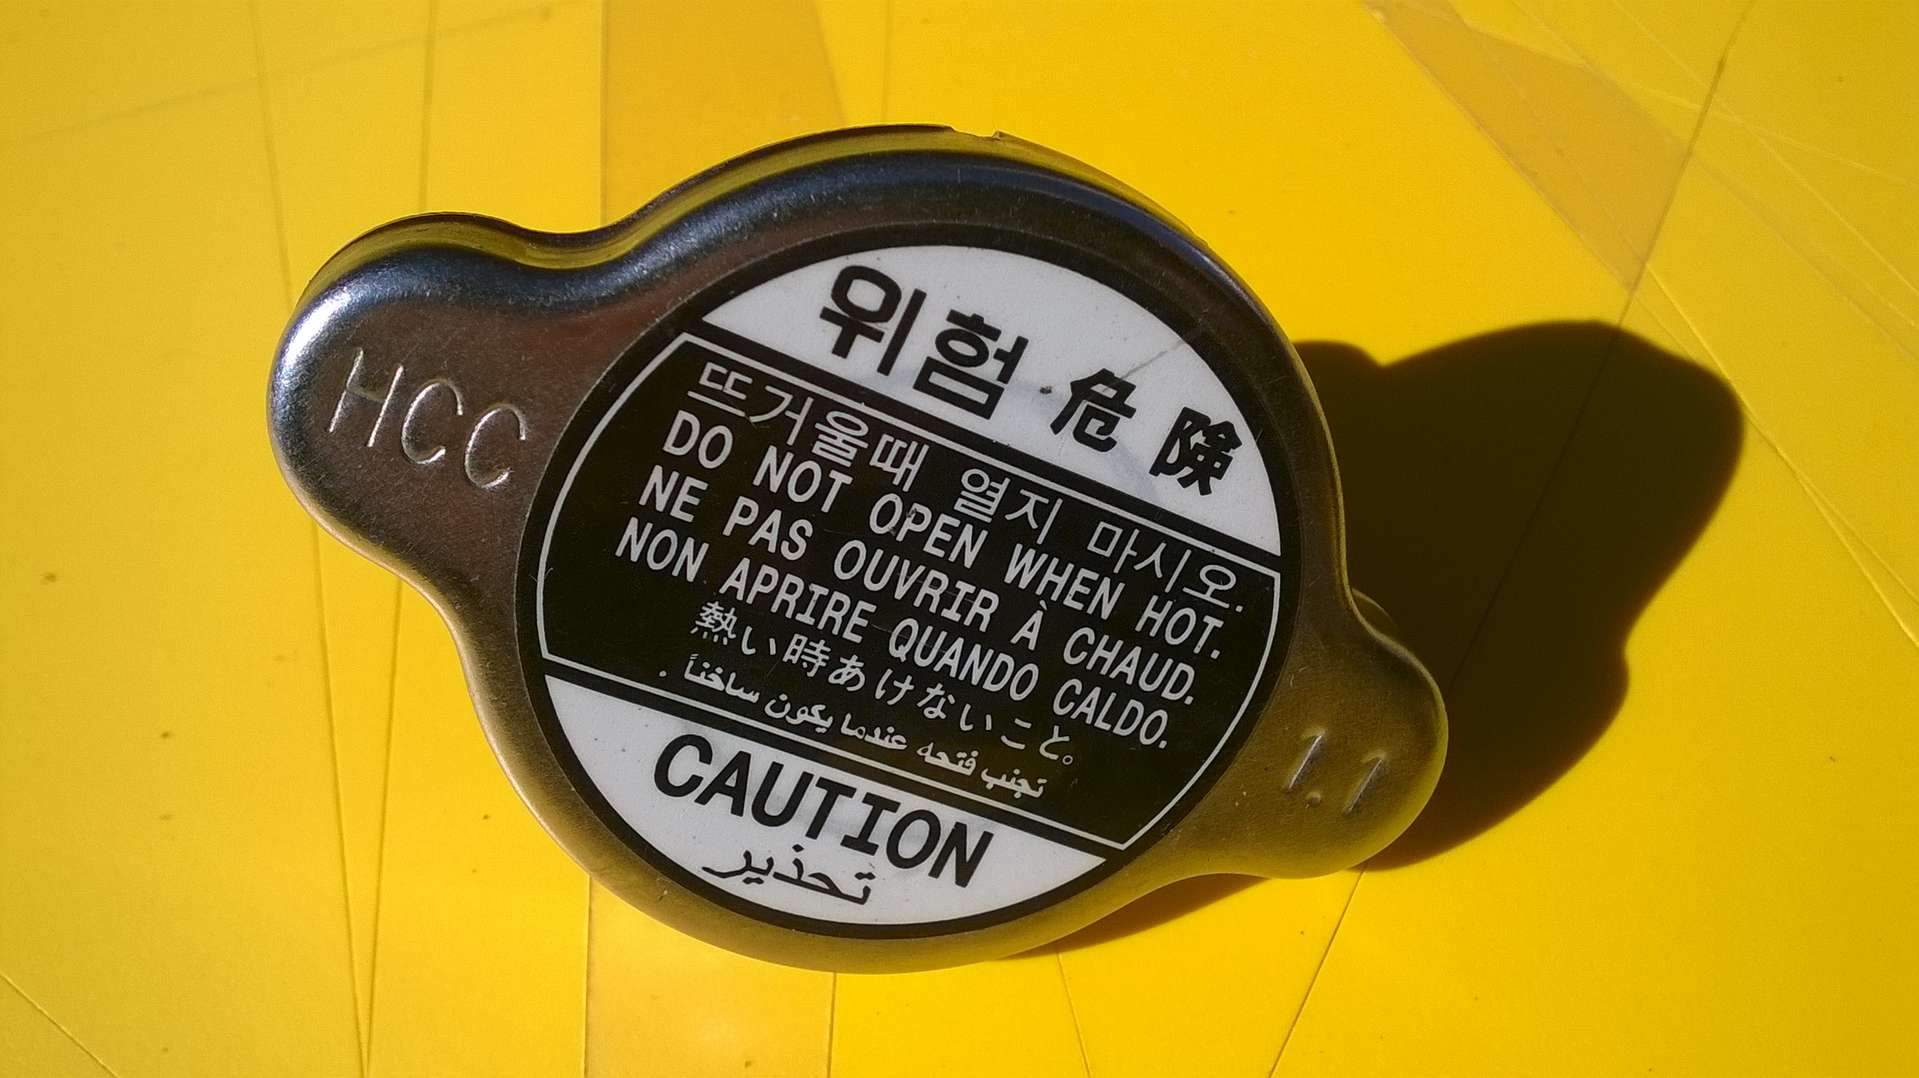 HCC
위험 · 危険
뜨거울때 열지 마시오.
DO NOT OPEN WHEN HOT.
NE PAS OUVRIR À CHAUD.
NON APRIRE QUANDO CALDO.
熱い時あけないこと。
تجنب فتحه عندما يكون ساخناً .
CAUTION
تحذير
1.1